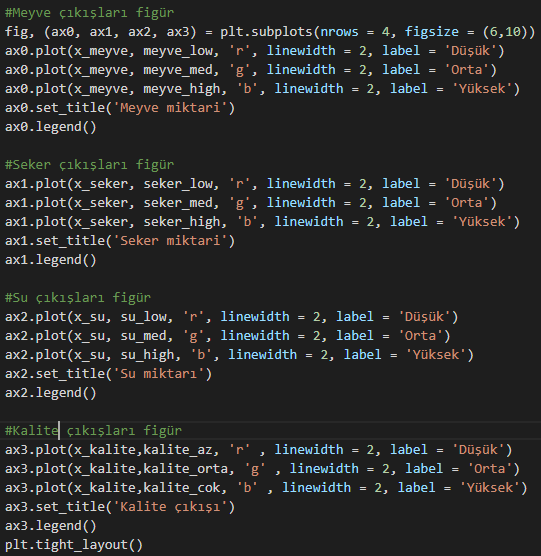 #Meyve çıkışları figür
fig, (ax0, ax1, ax2, ax3) = plt.subplots(nrows = 4, figsize = (6,10))
ax0.plot(x_meyve, meyve_low, 'r', linewidth = 2, label = 'Düşük')
ax0.plot(x_meyve, meyve_med, 'g', linewidth = 2, label = 'Orta')
ax0.plot(x_meyve, meyve_high, 'b', linewidth = 2, label = 'Yüksek')
ax0.set_title('Meyve miktari')
ax0.legend()

#Seker çıkışları figür
ax1.plot(x_seker, seker_low, 'r', linewidth = 2, label = 'Düşük')
ax1.plot(x_seker, seker_med, 'g', linewidth = 2, label = 'Orta')
ax1.plot(x_seker, seker_high, 'b', linewidth = 2, label = 'Yüksek')
ax1.set_title('Seker miktari')
ax1.legend()

#Su çıkışları figür
ax2.plot(x_su, su_low, 'r', linewidth = 2, label = 'Düşük')
ax2.plot(x_su, su_med, 'g', linewidth = 2, label = 'Orta')
ax2.plot(x_su, su_high, 'b', linewidth = 2, label = 'Yüksek')
ax2.set_title('Su miktarı')
ax2.legend()

#Kalite çıkışları figür
ax3.plot(x_kalite,kalite_az, 'r' , linewidth = 2, label = 'Düşük')
ax3.plot(x_kalite,kalite_orta, 'g' , linewidth = 2, label = 'Orta')
ax3.plot(x_kalite,kalite_cok, 'b' , linewidth = 2, label = 'Yüksek')
ax3.set_title('Kalite çıkışı')
ax3.legend()
plt.tight_layout()